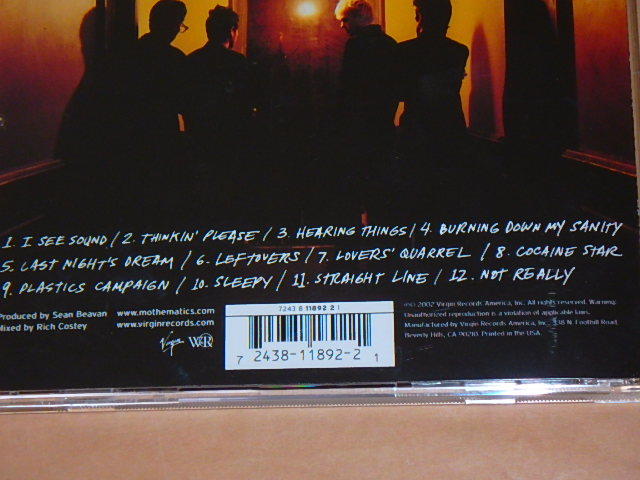 1. I SEE SOUND / 2. THINKIN' PLEASE / 3. HEARING THINGS / 4. BURNING DOWN MY SANITY
5. LAST NIGHT'S DREAM / 6. LEFTOVERS / 7. LOVERS' QUARREL / 8. COCAINE STAR
9. PLASTICS CAMPAIGN / 10. SLEEPY / 11. STRAIGHT LINE / 12. NOT REALLY
Produced by Sean Beavan
Mixed by Rich Costey
www.mothematics.com
www.virginrecords.com
Virgin
7243 8 11892 2 1
7 2438-11892-2 1
2002 Virgin Records America, Inc. All rights reserved. Warning:
Unauthorized reproduction is a violation of applicable laws.
Manufactured by Virgin Records America, Inc., 338 N. Foothill Road,
Beverly Hills, CA 90210. Printed in the USA.